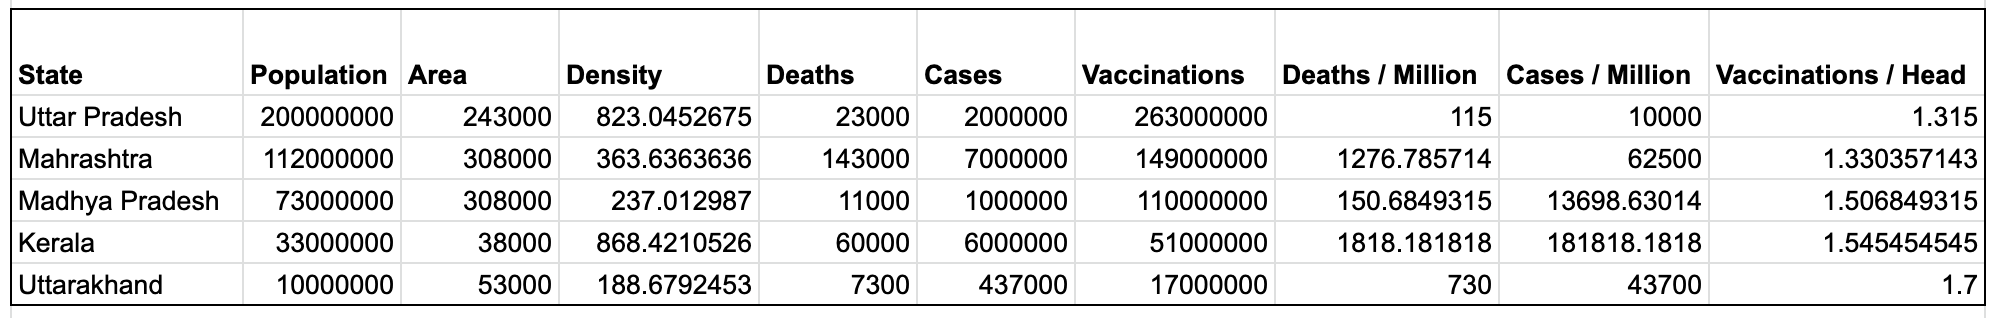 State Population Area Density Deaths Cases Vaccinations Deaths / Million Cases / Million Vaccinations / Head
Uttar Pradesh 200000000 243000 823.0452675 23000 2000000 263000000 115 10000 1.315
Mahrashtra 112000000 308000 363.6363636 143000 7000000 149000000 1276.785714 62500 1.330357143
Madhya Pradesh 73000000 308000 237.012987 11000 1000000 110000000 150.6849315 13698.63014 1.506849315
Kerala 33000000 38000 868.4210526 60000 6000000 51000000 1818.181818 181818.1818 1.545454545
Uttarakhand 10000000 53000 188.6792453 7300 437000 17000000 730 43700 1.7